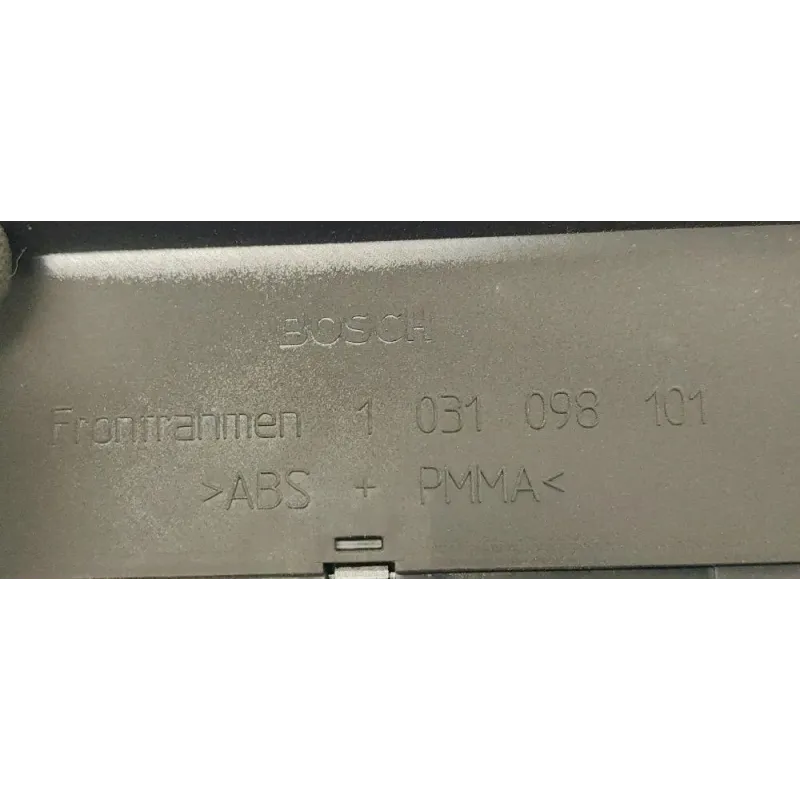 BOSCH
Frontrahmen 1 031 098 101
>ABS + PMMA<